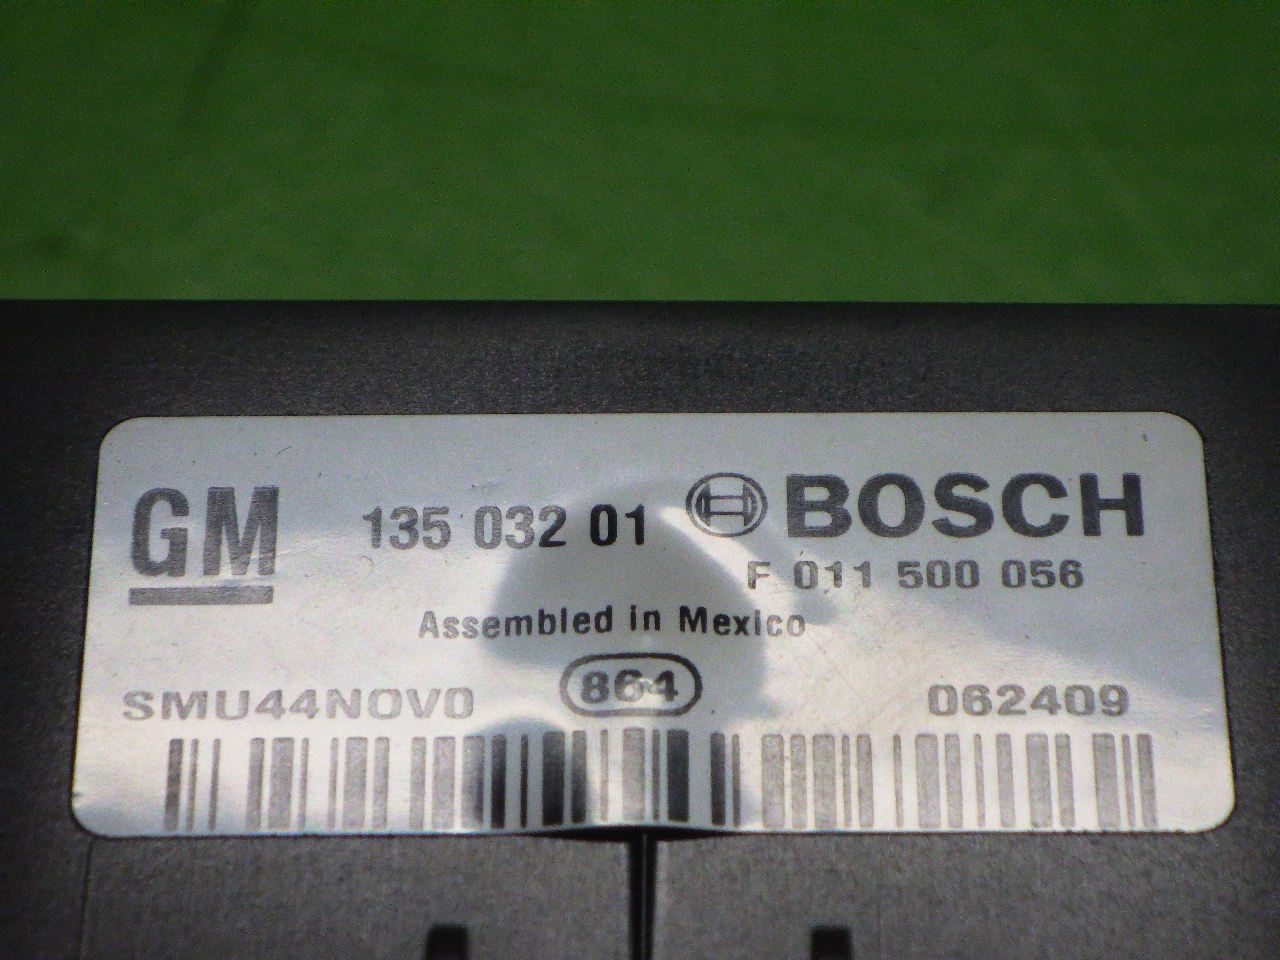 GM 135 032 01 BOSCH
F 011 500 056
Assembled in Mexico
864
SMU44NOV0 062409